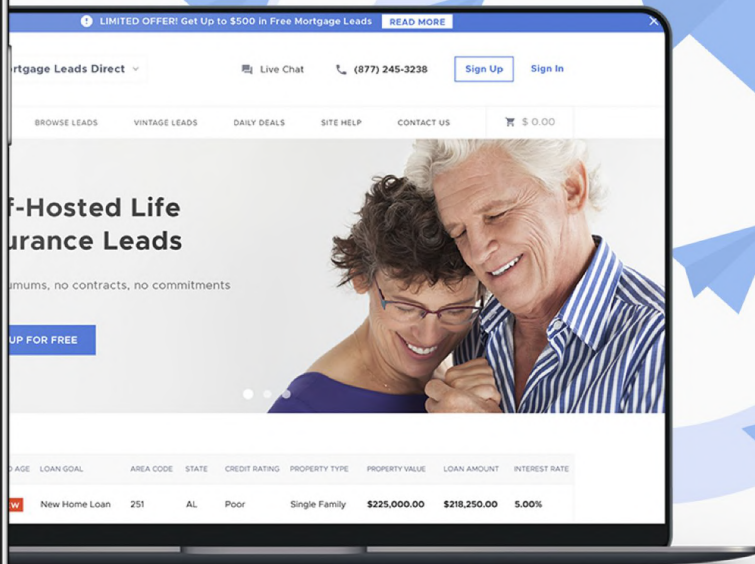 LIMITED OFFER! Get Up to $500 in Free Mortgage Leads READ MORE
rtgage Leads Direct Live Chat (877) 245-3238 Sign Up Sign In
BROWSE LEADS VINTAGE LEADS DAILY DEALS SITE HELP CONTACT US $ 0.00
f-Hosted Life
urance Leads
umums, no contracts, no commitments
UP FOR FREE
D AGE LOAN GOAL AREA CODE STATE CREDIT RATING PROPERTY TYPE PROPERTY VALUE LOAN AMOUNT INTEREST RATE
W New Home Loan 251 AL Poor Single Family $225,000.00 $218,250.00 5.00%